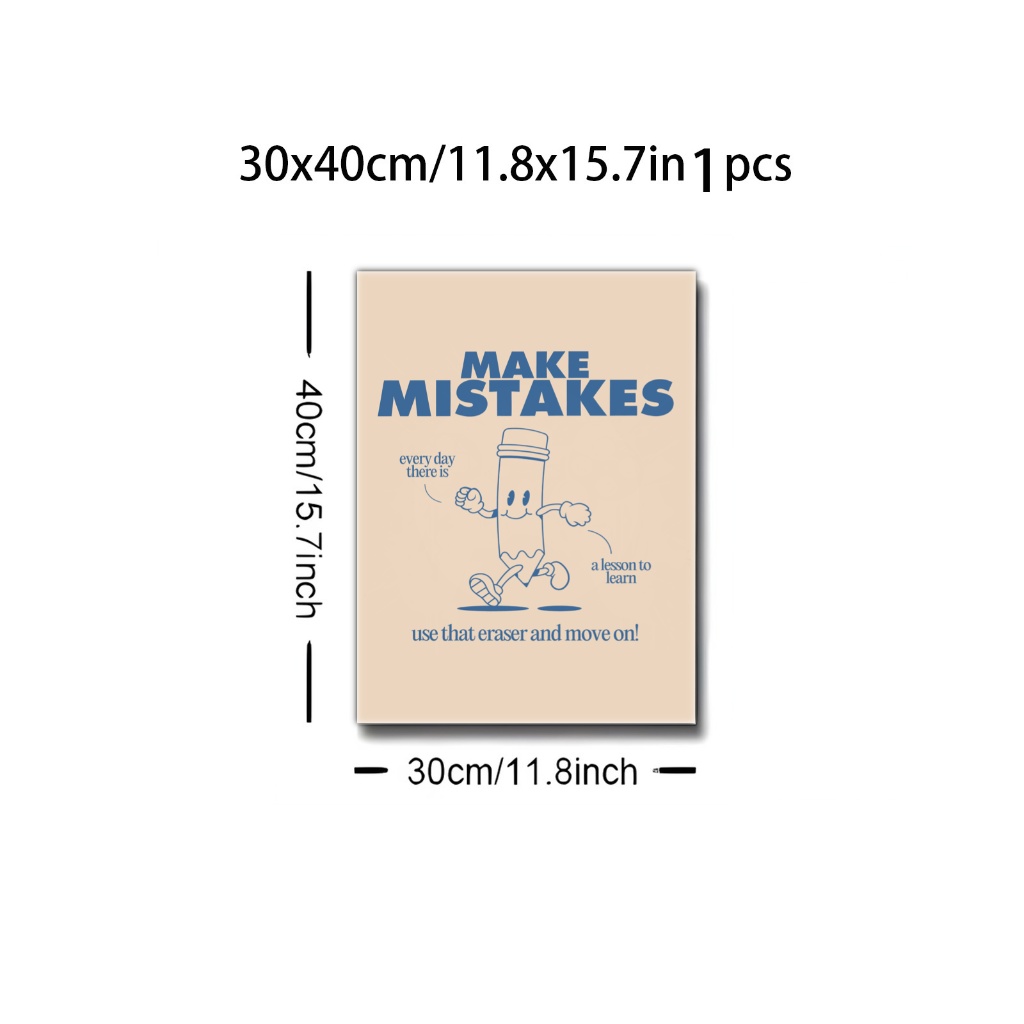 30x40cm/11.8x15.7in 1 pcs
40cm/15.7inch
MAKE
MISTAKES
every day
there is
a lesson to
learn
use that eraser and move on!
30cm/11.8inch